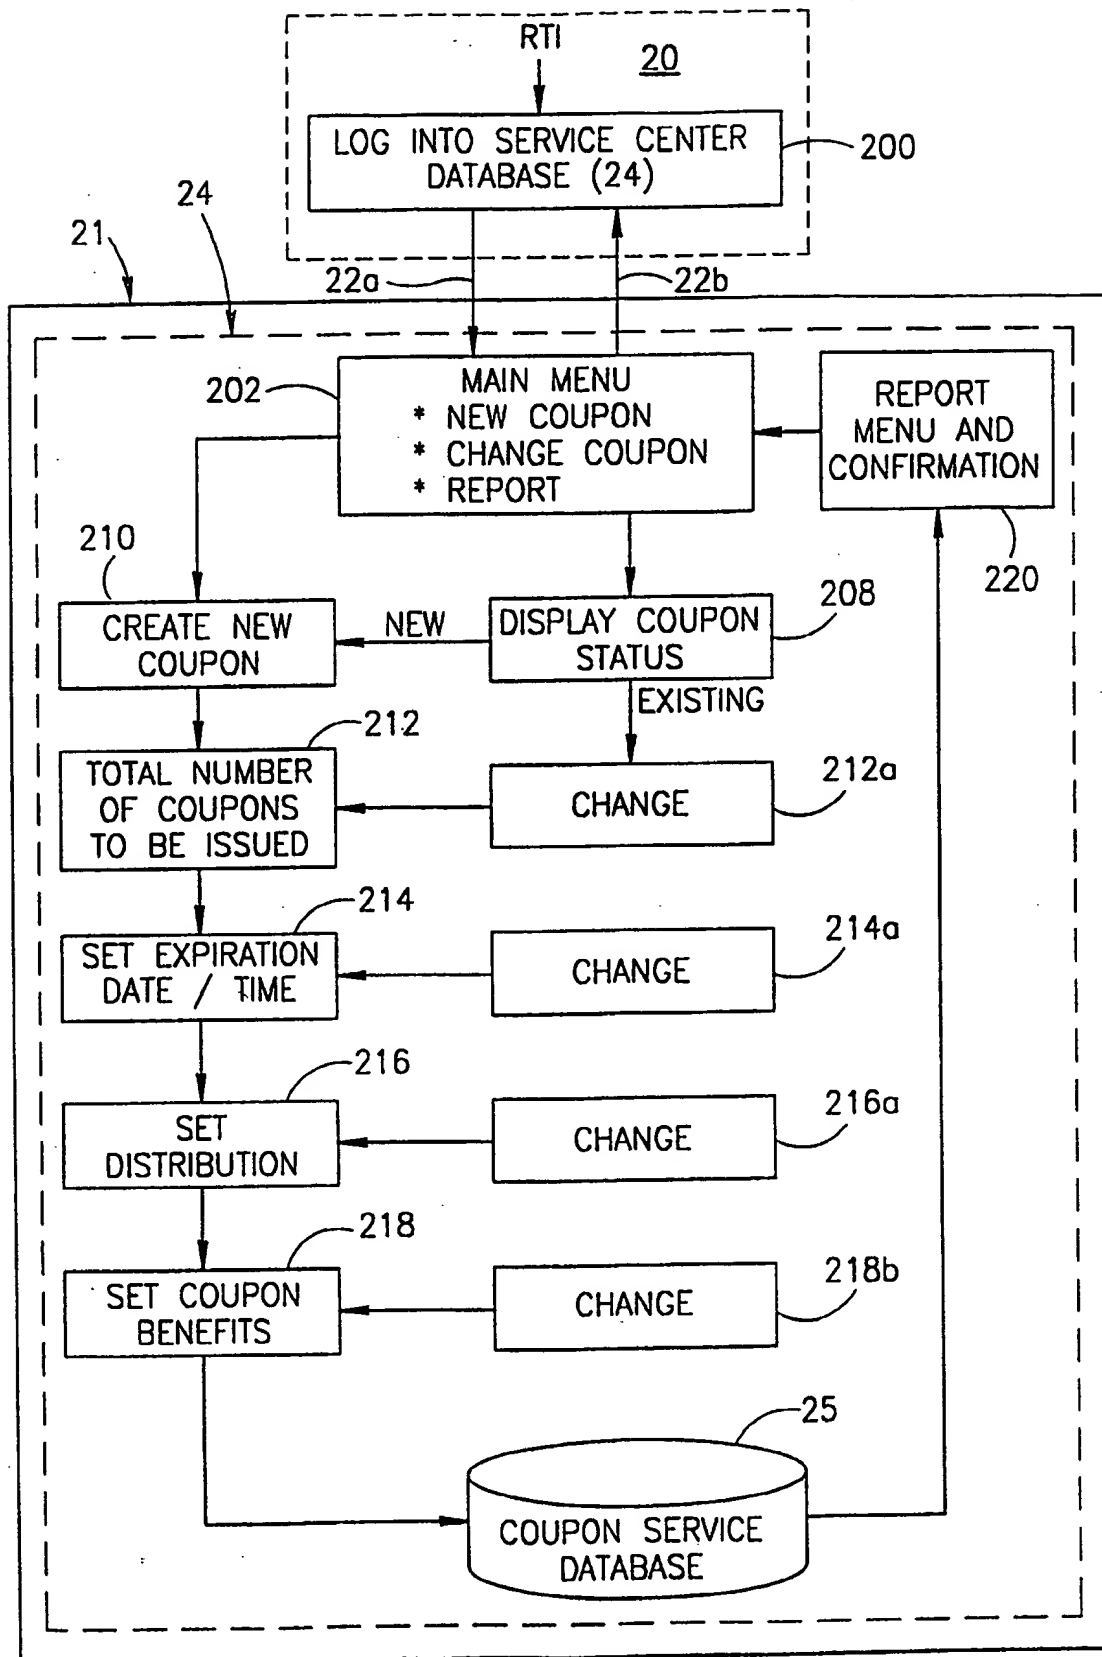 RTI
20
LOG INTO SERVICE CENTER
DATABASE (24)
200
24
21
22a
22b
202
MAIN MENU
* NEW COUPON
* CHANGE COUPON
* REPORT
REPORT
MENU AND
CONFIRMATION
220
210
CREATE NEW
COUPON
NEW
DISPLAY COUPON
STATUS
208
EXISTING
212
TOTAL NUMBER
OF COUPONS
TO BE ISSUED
CHANGE
212a
214
SET EXPIRATION
DATE / TIME
CHANGE
214a
216
SET
DISTRIBUTION
CHANGE
216a
218
SET COUPON
BENEFITS
CHANGE
218b
25
COUPON SERVICE
DATABASE